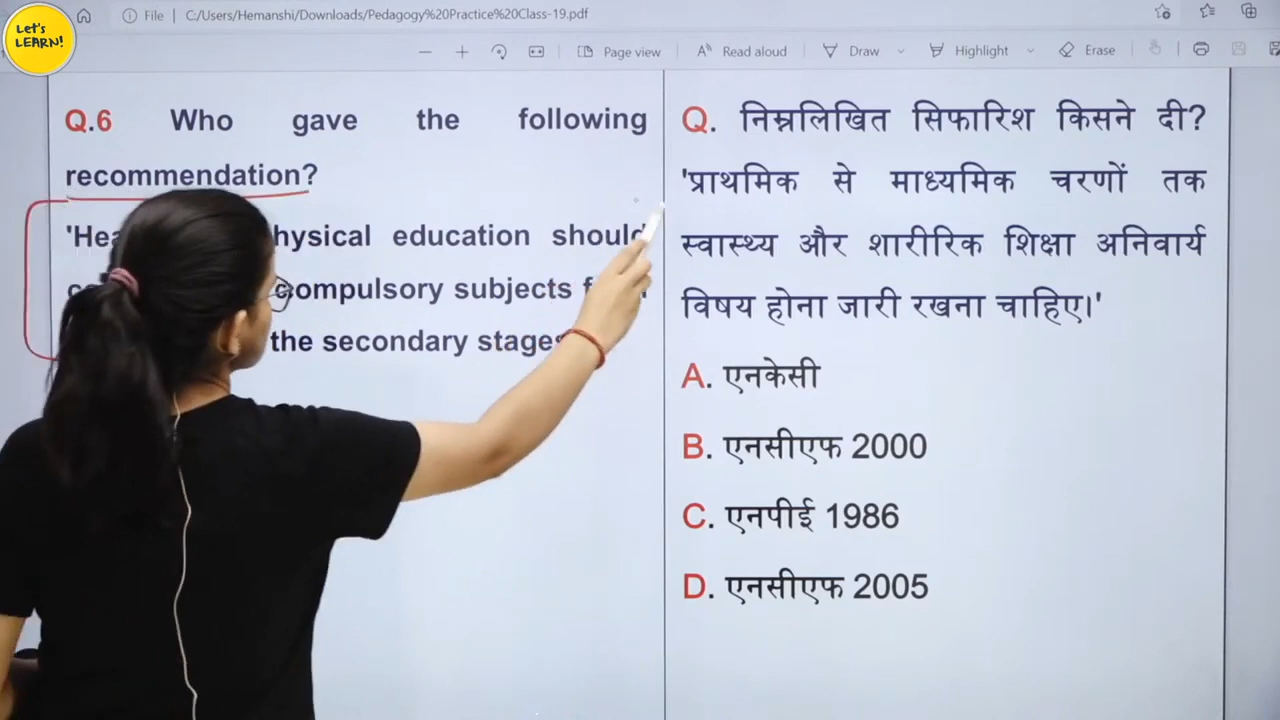 Let's
LEARN!
File
C:/Users/Hemanshi/Downloads/Pedagogy%20Practice%20Class-19.pdf
Page view
Read aloud
Draw
Highlight
Erase
Q.6 Who gave the following
recommendation?
hysical education should
compulsory subjects
the secondary stages
Q. निम्नलिखित सिफारिश किसने दी?
'प्राथमिक से माध्यमिक चरणों तक
स्वास्थ्य और शारीरिक शिक्षा अनिवार्य
विषय होना जारी रखना चाहिए।'
A. एनकेसी
B. एनसीएफ 2000
C. एनपीई 1986
D. एनसीएफ 2005